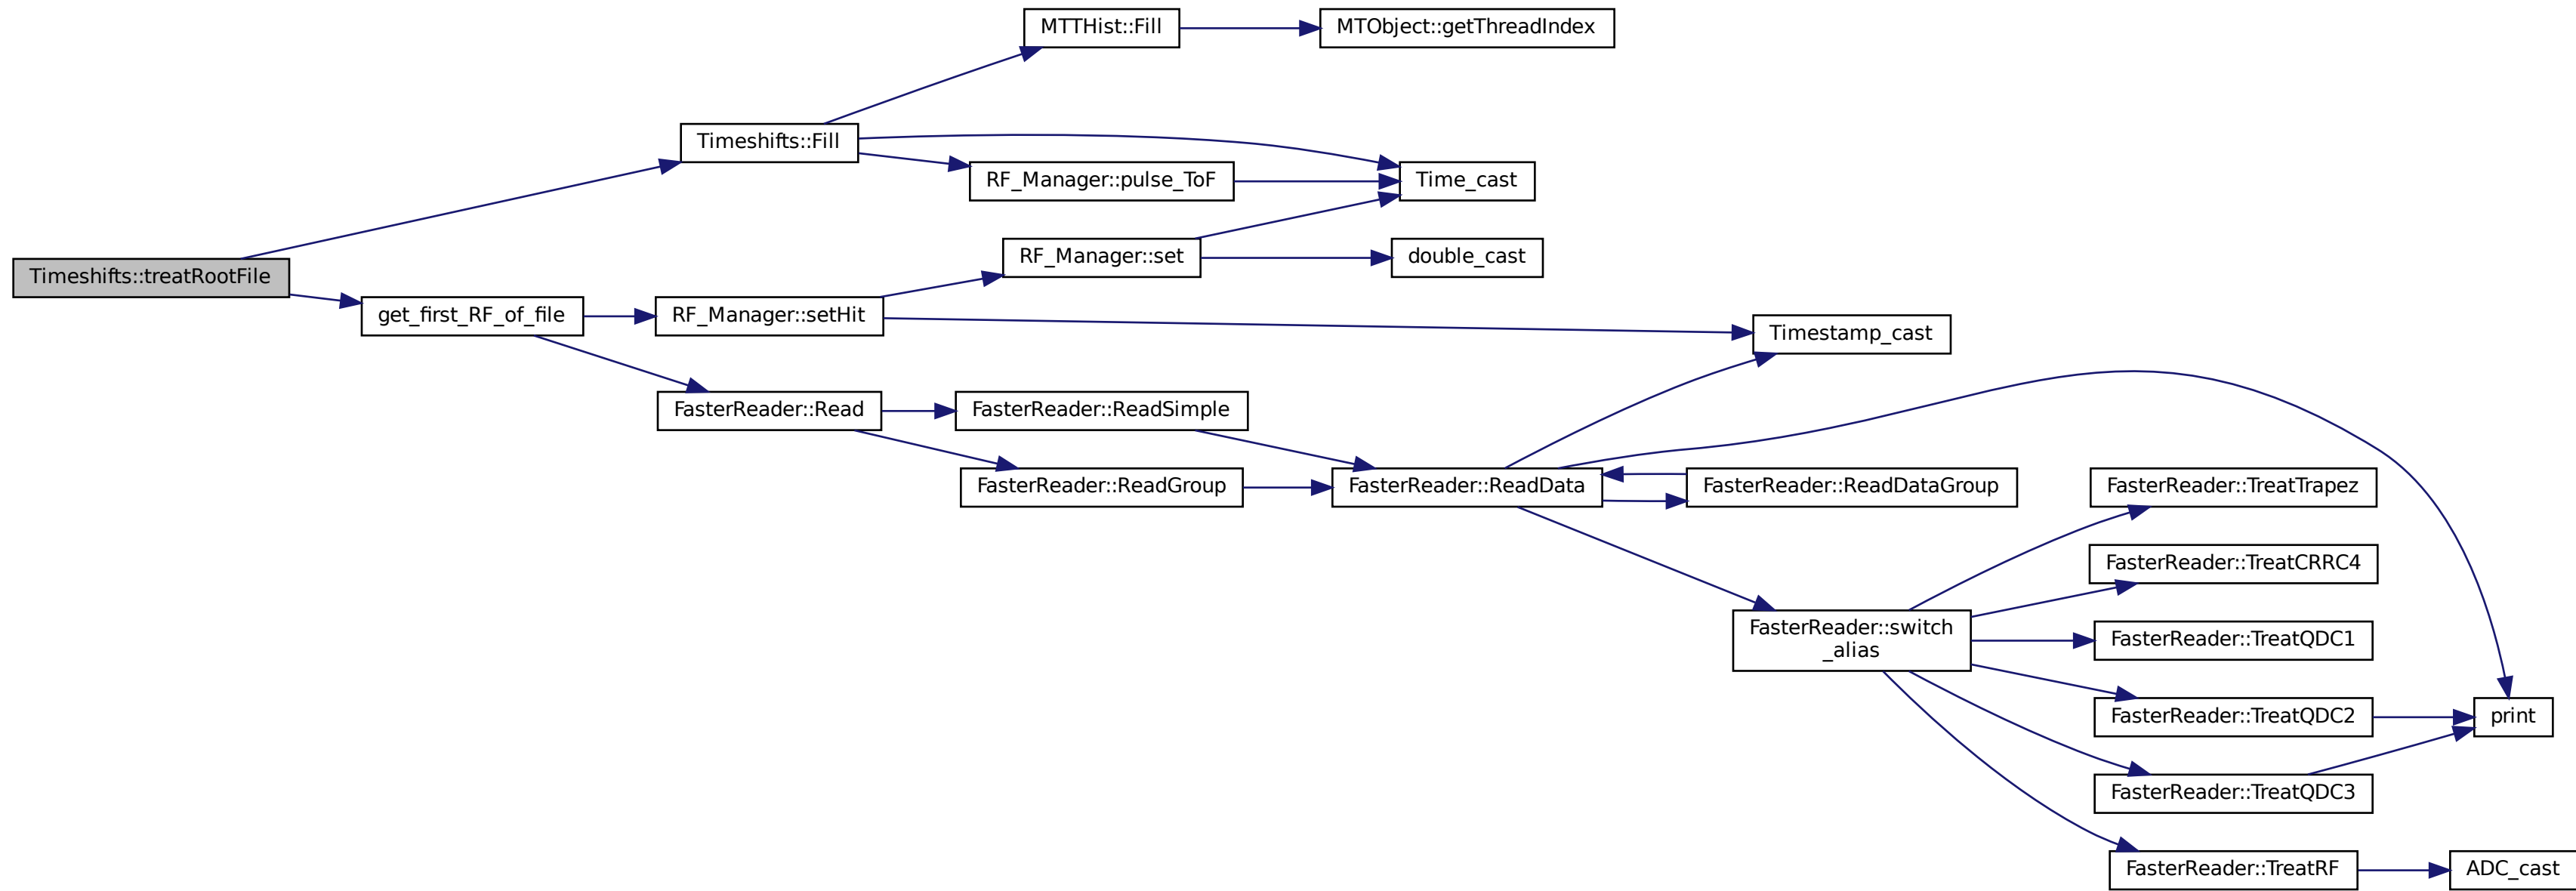 MTTHist::Fill
MTObject::getThreadIndex
Timeshifts::Fill
RF_Manager::pulse_ToF
Time_cast
RF_Manager::set
double_cast
Timeshifts::treatRootFile
get_first_RF_of_file
RF_Manager::setHit
Timestamp_cast
FasterReader::Read
FasterReader::ReadSimple
FasterReader::ReadGroup
FasterReader::ReadData
FasterReader::ReadDataGroup
FasterReader::TreatTrapez
FasterReader::TreatCRRC4
FasterReader::switch
_alias
FasterReader::TreatQDC1
FasterReader::TreatQDC2
print
FasterReader::TreatQDC3
FasterReader::TreatRF
ADC_cast